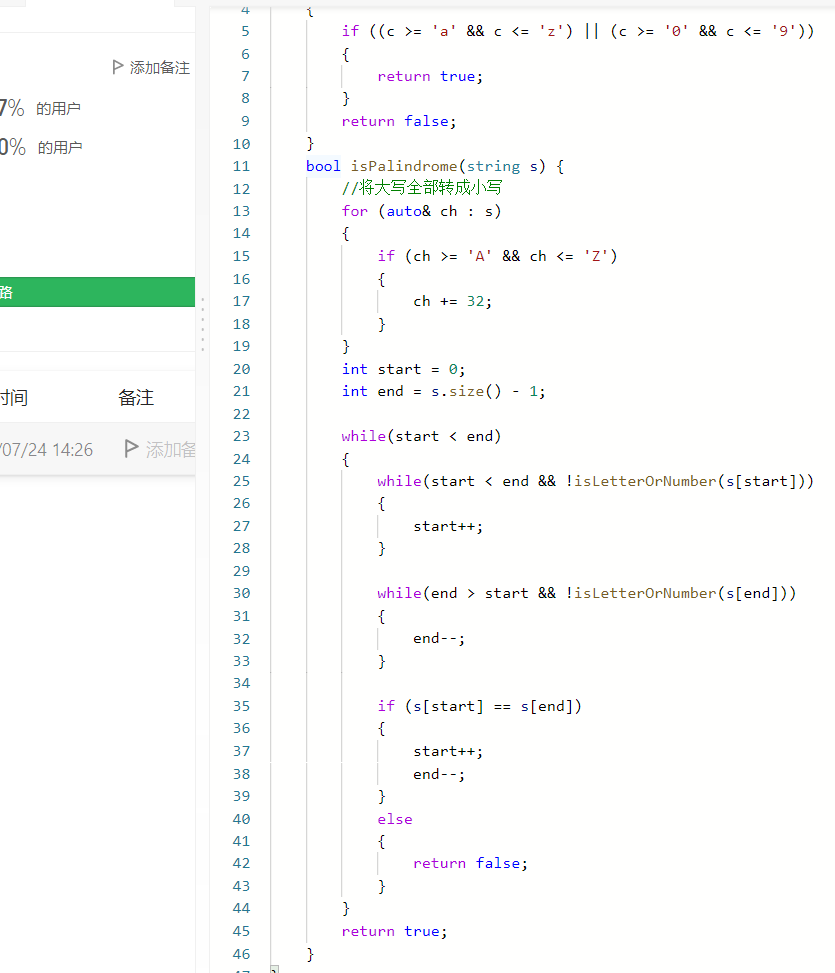 添加备注
7% 的用户
0% 的用户
路
时间 备注
/07/24 14:26 添加备
4 {
5 if ((c >= 'a' && c <= 'z') || (c >= '0' && c <= '9'))
6 {
7 return true;
8 }
9 return false;
10 }
11 bool isPalindrome(string s) {
12 //将大写全部转成小写
13 for (auto& ch : s)
14 {
15 if (ch >= 'A' && ch <= 'Z')
16 {
17 ch += 32;
18 }
19 }
20 int start = 0;
21 int end = s.size() - 1;
22
23 while(start < end)
24 {
25 while(start < end && !isLetterOrNumber(s[start]))
26 {
27 start++;
28 }
29
30 while(end > start && !isLetterOrNumber(s[end]))
31 {
32 end--;
33 }
34
35 if (s[start] == s[end])
36 {
37 start++;
38 end--;
39 }
40 else
41 {
42 return false;
43 }
44 }
45 return true;
46 }